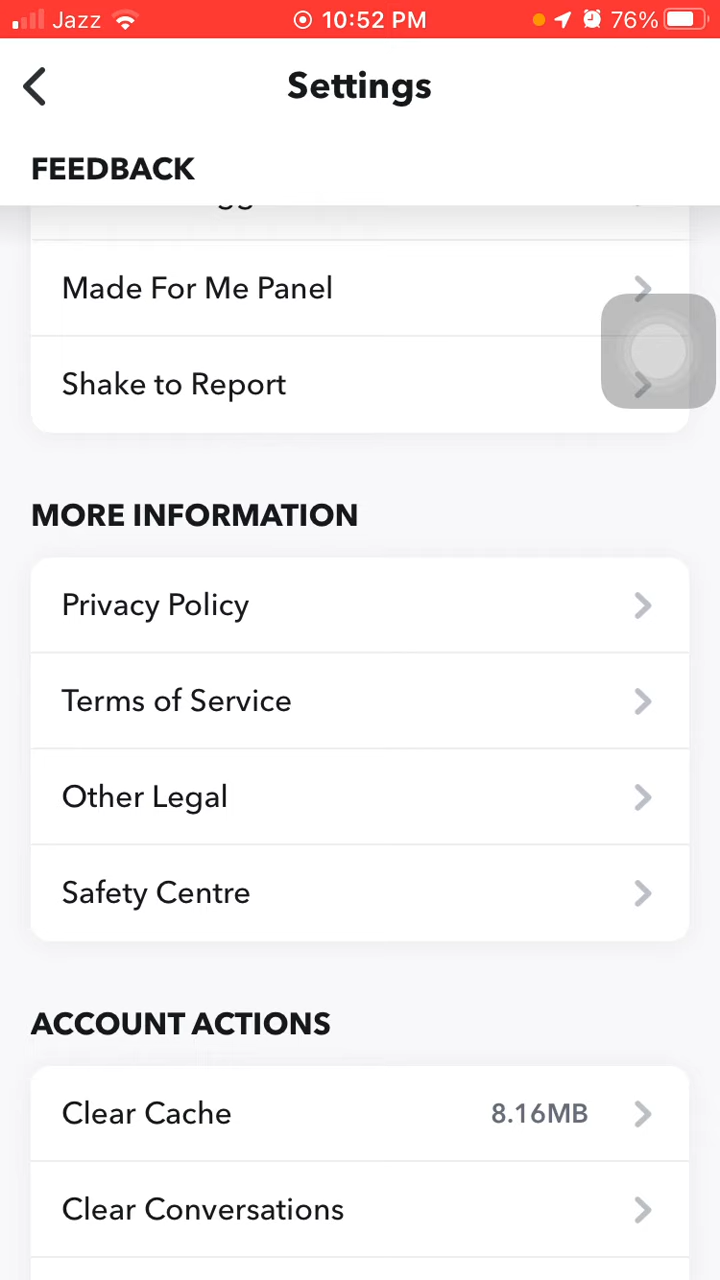 Jazz 10:52 PM 76%
Settings
FEEDBACK
Made For Me Panel
Shake to Report
MORE INFORMATION
Privacy Policy
Terms of Service
Other Legal
Safety Centre
ACCOUNT ACTIONS
Clear Cache 8.16MB
Clear Conversations